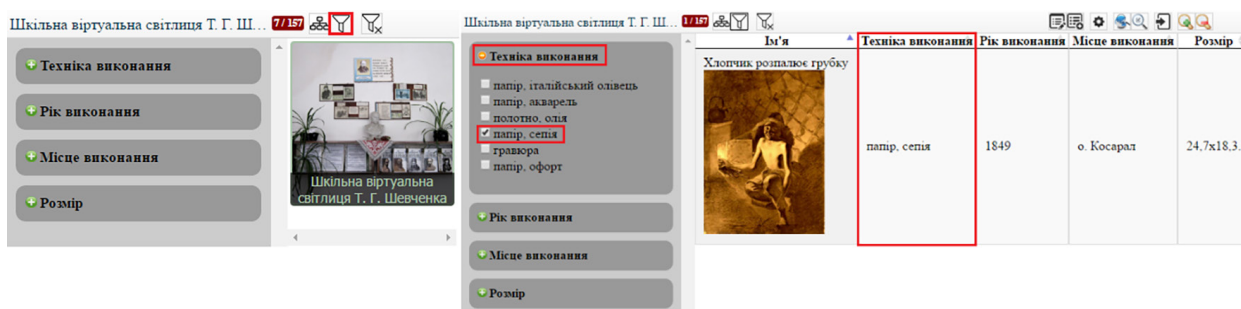 Шкільна віртуальна світлиця Т. Г. Ш... 7 / 157
Техніка виконання
Рік виконання
Місце виконання
Розмір
Шкільна віртуальна
світлиця Т. Г. Шевченка
Шкільна віртуальна світлиця Т. Г. Ш... 1 / 157
Техніка виконання
папір, італійський олівець
папір, акварель
полотно, олія
папір, сепія
гравюра
папір, офорт
Рік виконання
Місце виконання
Розмір
Ім'я Техніка виконання Рік виконання Місце виконання Розмір
Хлопчик розпалює грубку
папір, сепія 1849 о. Косарал 24,7х18,3.